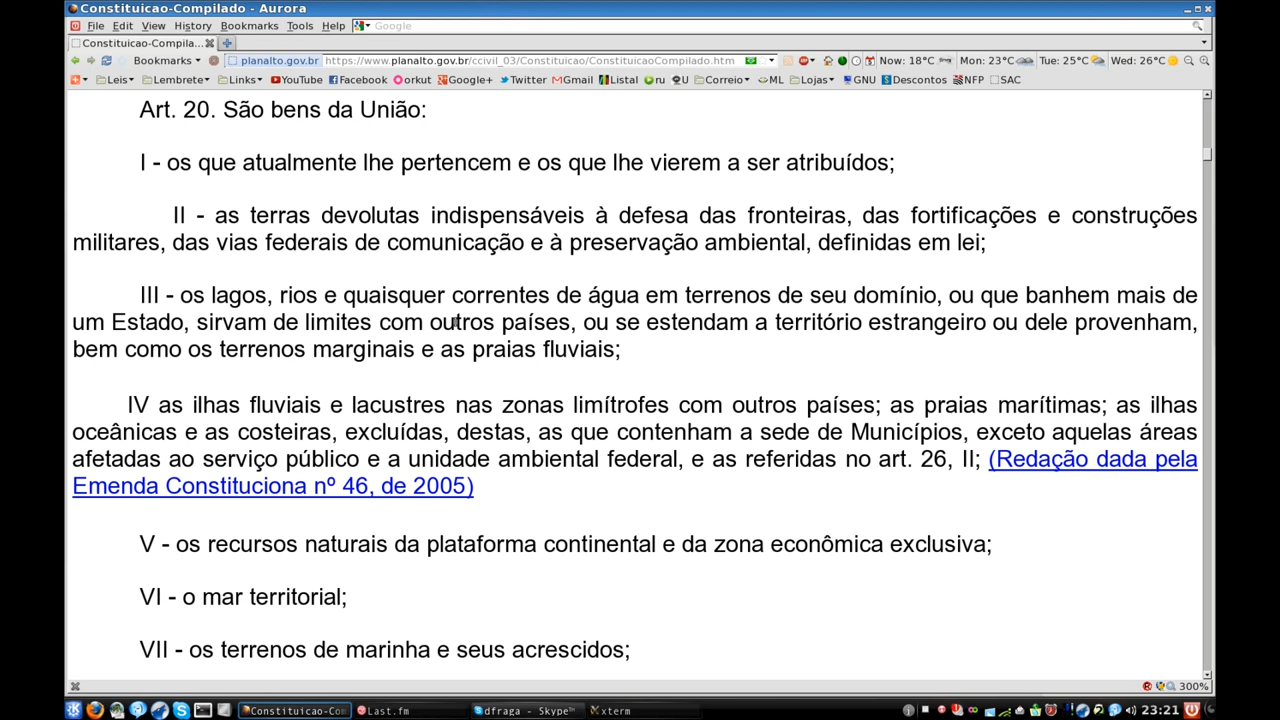 Constituicao-Compilado - Aurora
File Edit View History Bookmarks Tools Help Google
Constituicao-Compila...
Bookmarks planalto.gov.br https://www.planalto.gov.br/ccivil_03/Constituicao/ConstituicaoCompilado.htm Now: 18°C Mon: 23°C Tue: 25°C Wed: 26°C
Leis Lembrete Links YouTube Facebook orkut Google+ Twitter Gmail Listal ru U Correio ML Lojas GNU Descontos NFP SAC
Art. 20. São bens da União:
I - os que atualmente lhe pertencem e os que lhe vierem a ser atribuídos;
II - as terras devolutas indispensáveis à defesa das fronteiras, das fortificações e construções
militares, das vias federais de comunicação e à preservação ambiental, definidas em lei;
III - os lagos, rios e quaisquer correntes de água em terrenos de seu domínio, ou que banhem mais de
um Estado, sirvam de limites com outros países, ou se estendam a território estrangeiro ou dele provenham,
bem como os terrenos marginais e as praias fluviais;
IV as ilhas fluviais e lacustres nas zonas limítrofes com outros países; as praias marítimas; as ilhas
oceânicas e as costeiras, excluídas, destas, as que contenham a sede de Municípios, exceto aquelas áreas
afetadas ao serviço público e a unidade ambiental federal, e as referidas no art. 26, II; (Redação dada pela
Emenda Constituciona nº 46, de 2005)
V - os recursos naturais da plataforma continental e da zona econômica exclusiva;
VI - o mar territorial;
VII - os terrenos de marinha e seus acrescidos;
300%
Constituicao-Com Last.fm dfraga - Skype™ xterm 23:21